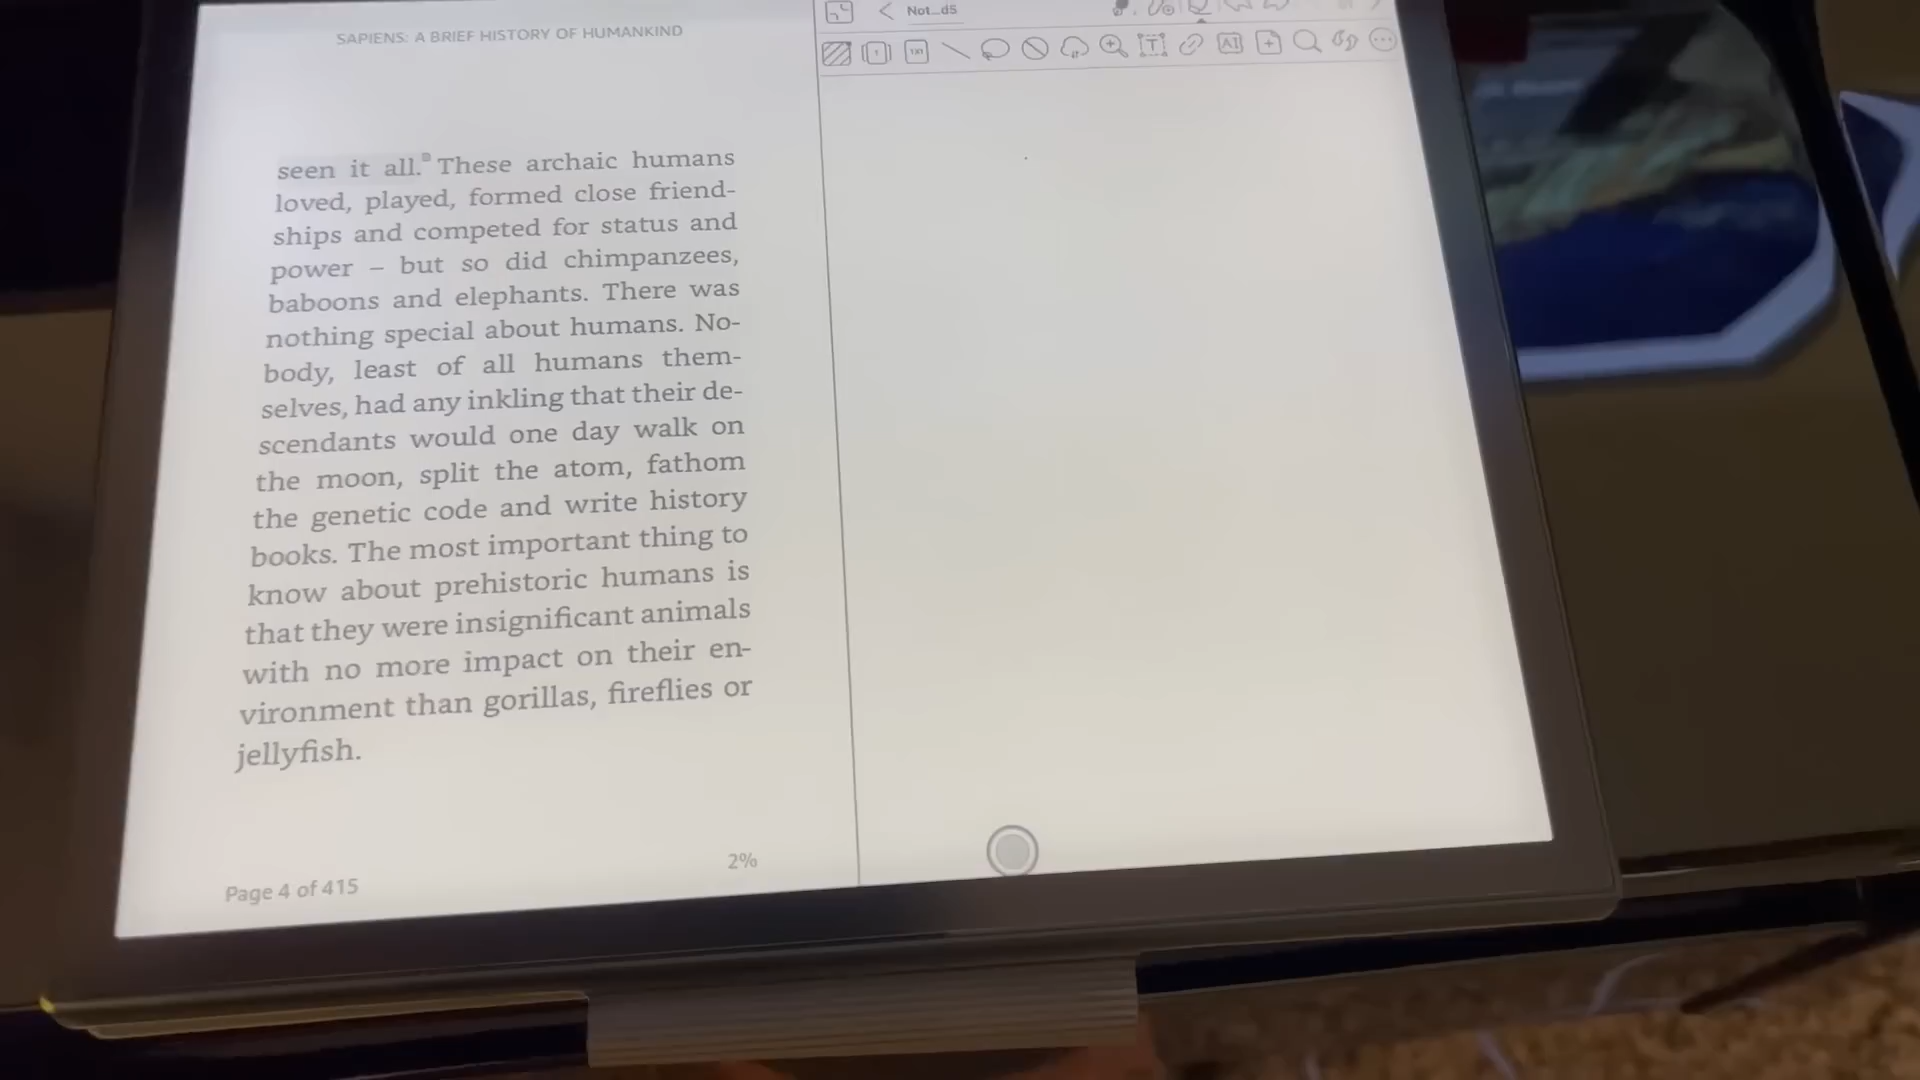 SAPIENS: A BRIEF HISTORY OF HUMANKIND
seen it all. These archaic humans
loved, played, formed close friend-
ships and competed for status and
power – but so did chimpanzees,
baboons and elephants. There was
nothing special about humans. No-
body, least of all humans them-
selves, had any inkling that their de-
scendants would one day walk on
the moon, split the atom, fathom
the genetic code and write history
books. The most important thing to
know about prehistoric humans is
that they were insignificant animals
with no more impact on their en-
vironment than gorillas, fireflies or
jellyfish.
Page 4 of 415
2%
Not_d5
T
AI